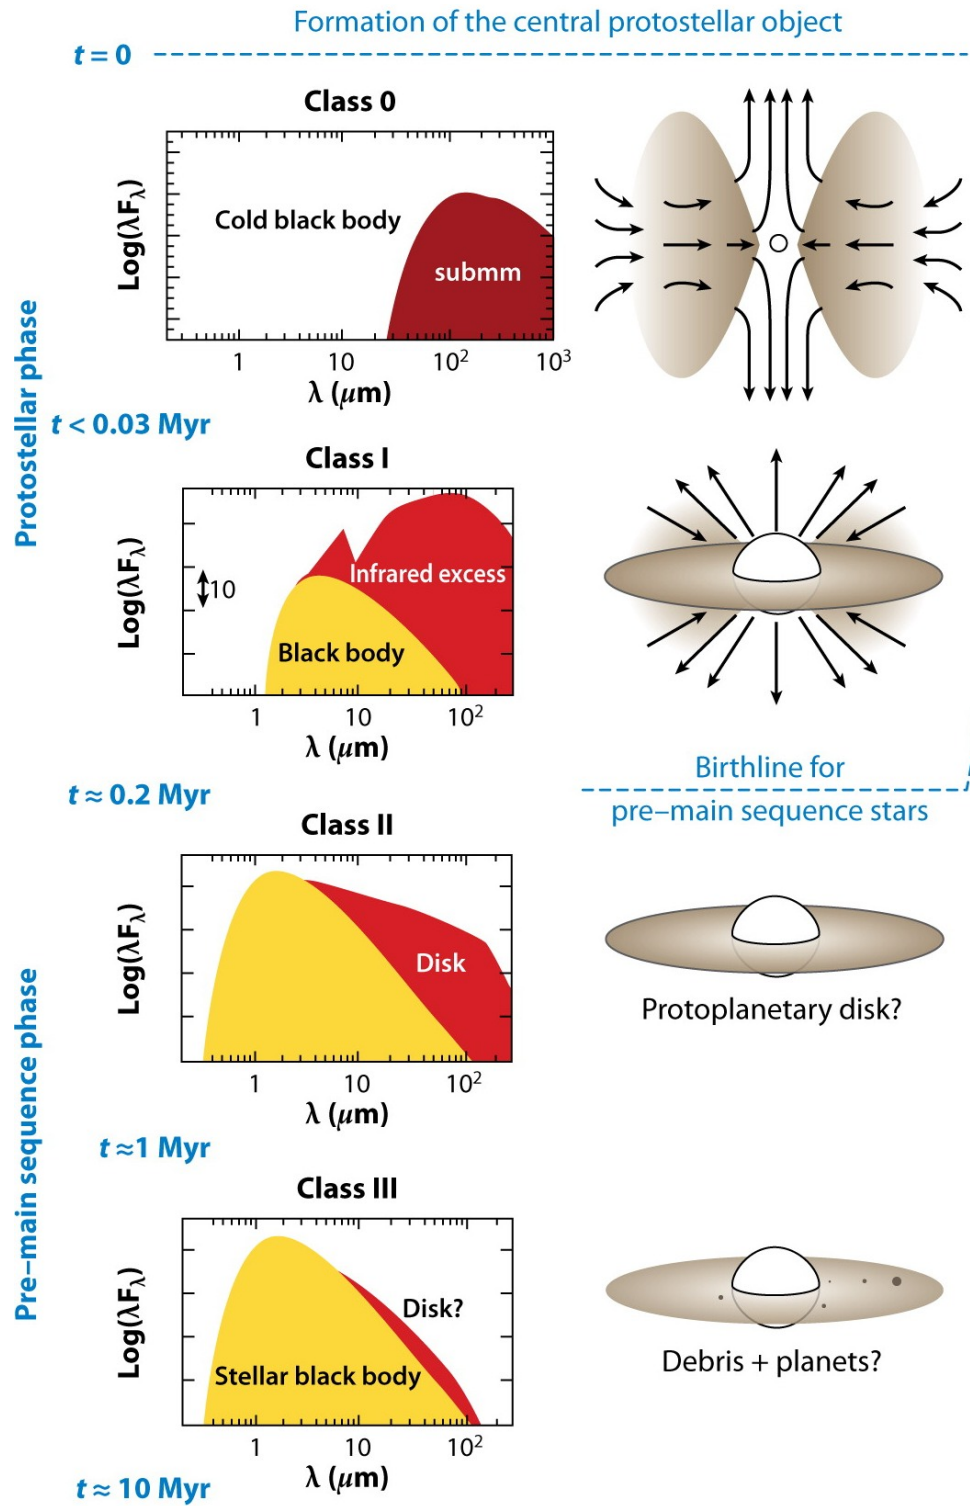 Formation of the central protostellar object
t = 0
Class 0
Log(λFλ)
Cold black body
submm
1 10 10² 10³
λ (μm)
Protostellar phase
t < 0.03 Myr
Class I
Log(λFλ)
10
Infrared excess
Black body
1 10 10²
λ (μm)
Birthline for
pre–main sequence stars
t ≈ 0.2 Myr
Class II
Log(λFλ)
Disk
1 10 10²
λ (μm)
Protoplanetary disk?
Pre–main sequence phase
t ≈1 Myr
Class III
Log(λFλ)
Disk?
Stellar black body
1 10 10²
λ (μm)
Debris + planets?
t ≈ 10 Myr